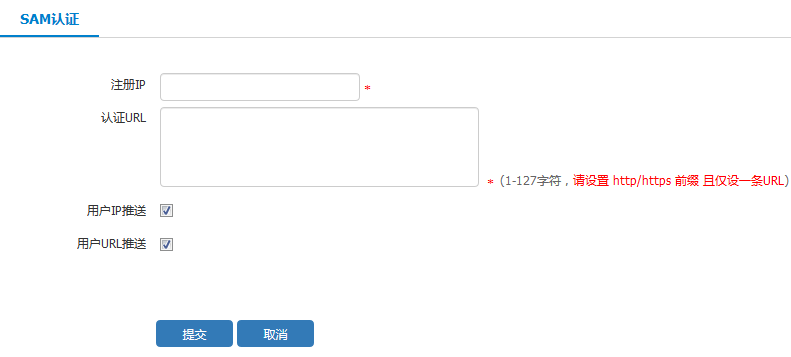 SAM认证
注册IP *
认证URL
* (1-127字符，请设置 http/https 前缀 且仅设一条URL)
用户IP推送
用户URL推送
提交 取消